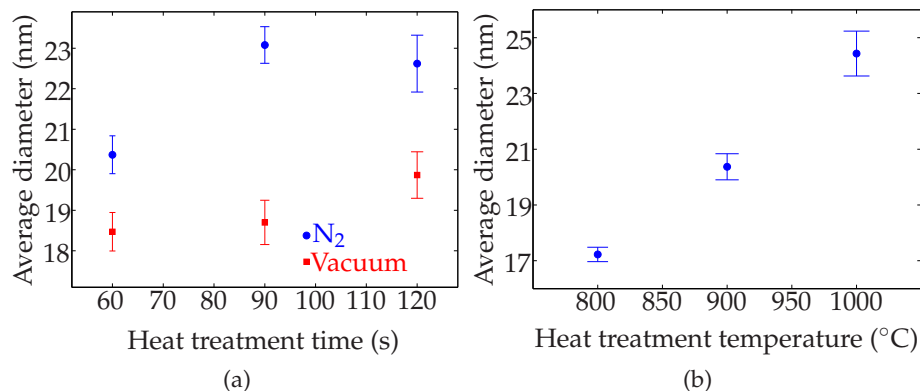 Average diameter (nm)
23
22
21
20
19
18
60 70 80 90 100 110 120
N₂
Vacuum
Heat treatment time (s)
(a)
Average diameter (nm)
25
23
21
19
17
800 850 900 950 1000
Heat treatment temperature (°C)
(b)